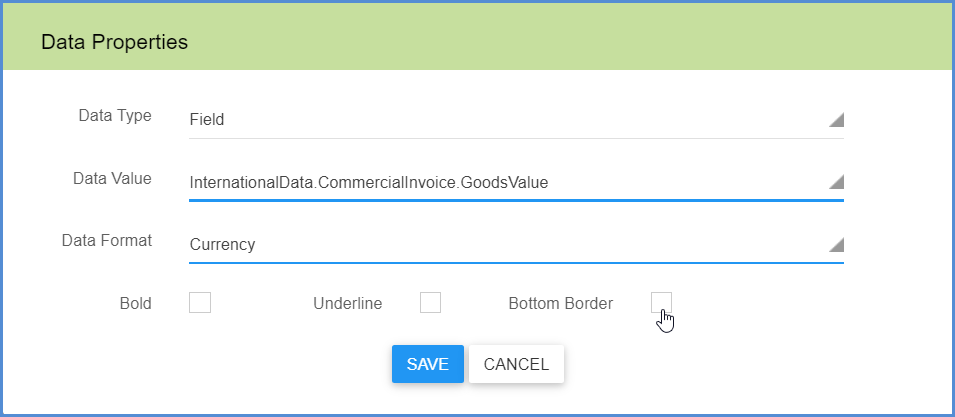 Data Properties
Data Type Field
Data Value InternationalData.CommercialInvoice.GoodsValue
Data Format Currency
Bold Underline Bottom Border
SAVE CANCEL